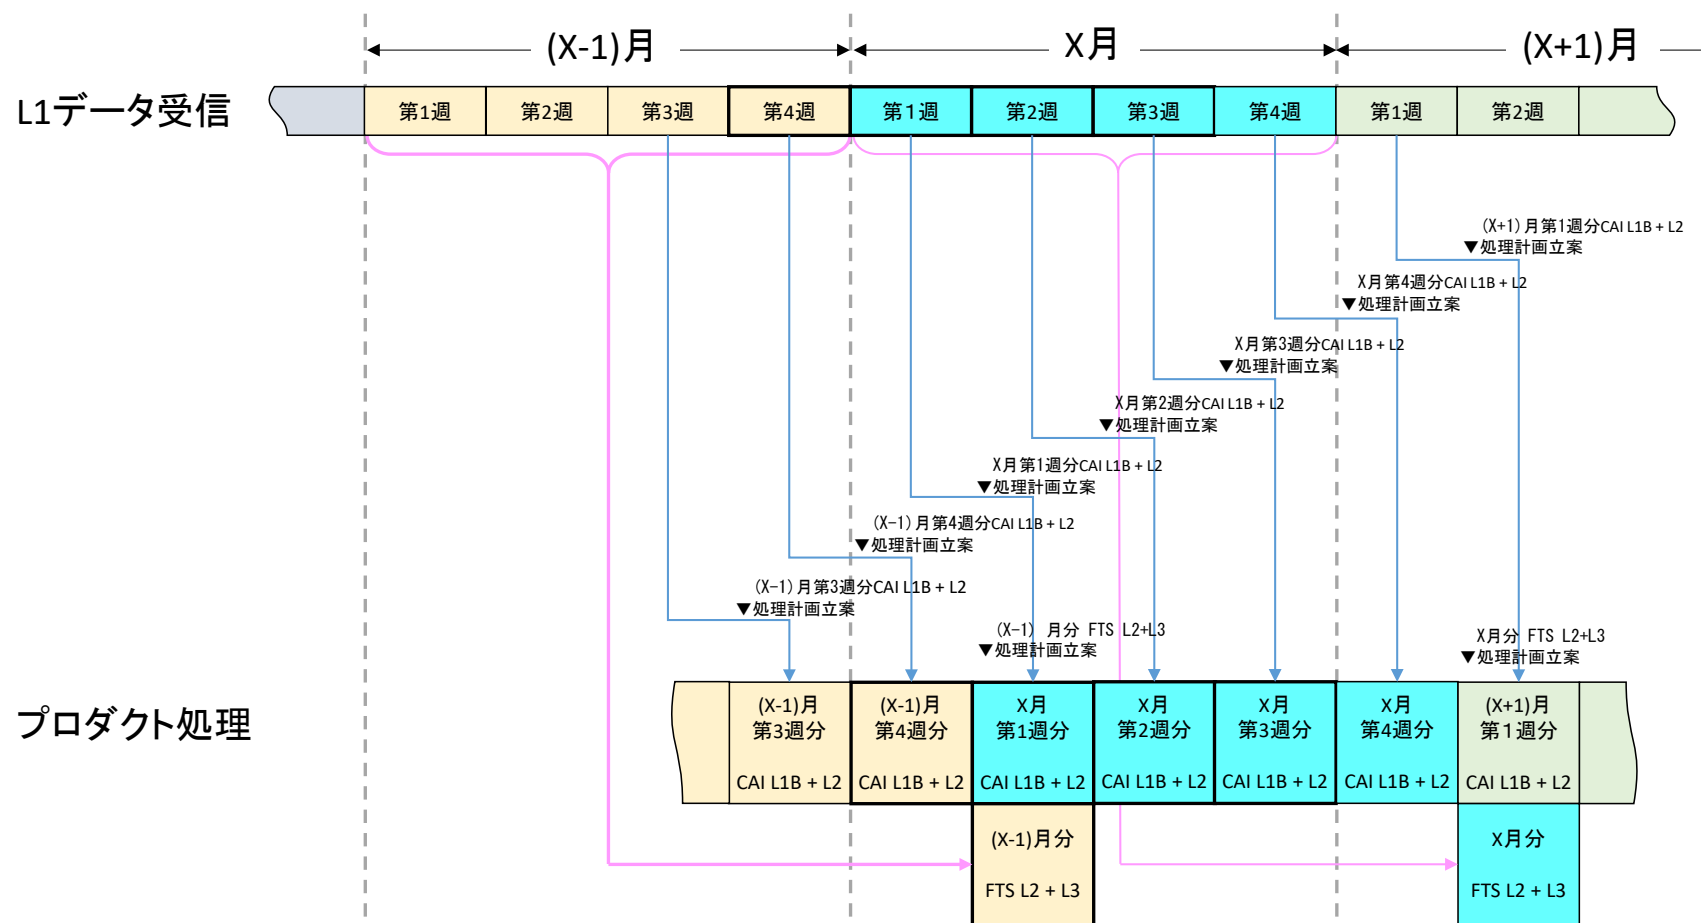 (X-1)月
X月
(X+1)月
L1データ受信
第1週
第2週
第3週
第4週
第１週
第2週
第3週
第4週
第1週
第2週
(X+1)月第1週分CAI L1B + L2
▼処理計画立案
X月第4週分CAI L1B + L2
▼処理計画立案
X月第3週分CAI L1B + L2
▼処理計画立案
X月第2週分CAI L1B + L2
▼処理計画立案
X月第1週分CAI L1B + L2
▼処理計画立案
(X-1)月第4週分CAI L1B + L2
▼処理計画立案
(X-1)月第3週分CAI L1B + L2
▼処理計画立案
(X-1) 月分 FTS L2+L3
▼処理計画立案
X月分 FTS L2+L3
▼処理計画立案
プロダクト処理
(X-1)月
第3週分
CAI L1B + L2
(X-1)月
第4週分
CAI L1B + L2
X月
第1週分
CAI L1B + L2
X月
第2週分
CAI L1B + L2
X月
第3週分
CAI L1B + L2
X月
第4週分
CAI L1B + L2
(X+1)月
第１週分
CAI L1B + L2
(X-1)月分
FTS L2 + L3
X月分
FTS L2 + L3